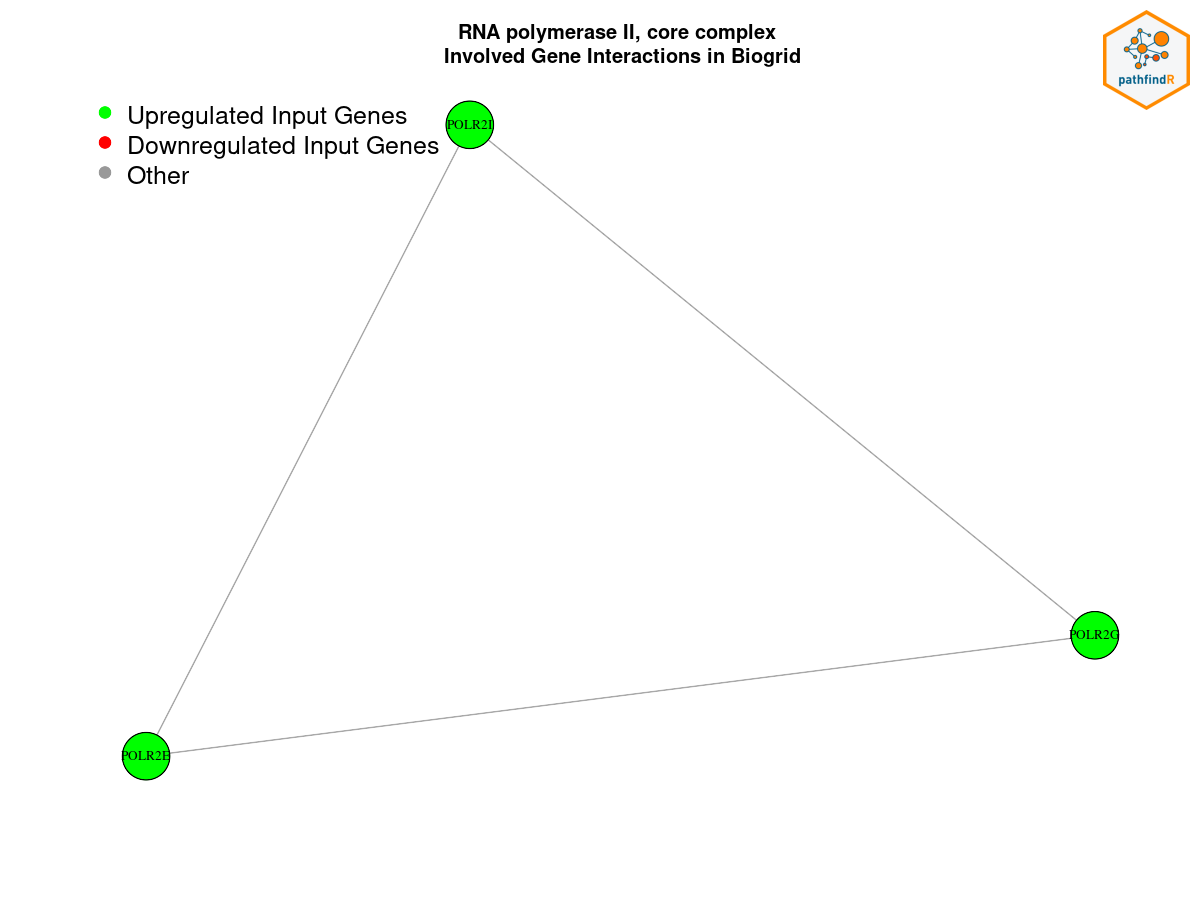 RNA polymerase II, core complex
Involved Gene Interactions in Biogrid
pathfindR
Upregulated Input Genes
Downregulated Input Genes
Other
POLR2I
POLR2G
POLR2E